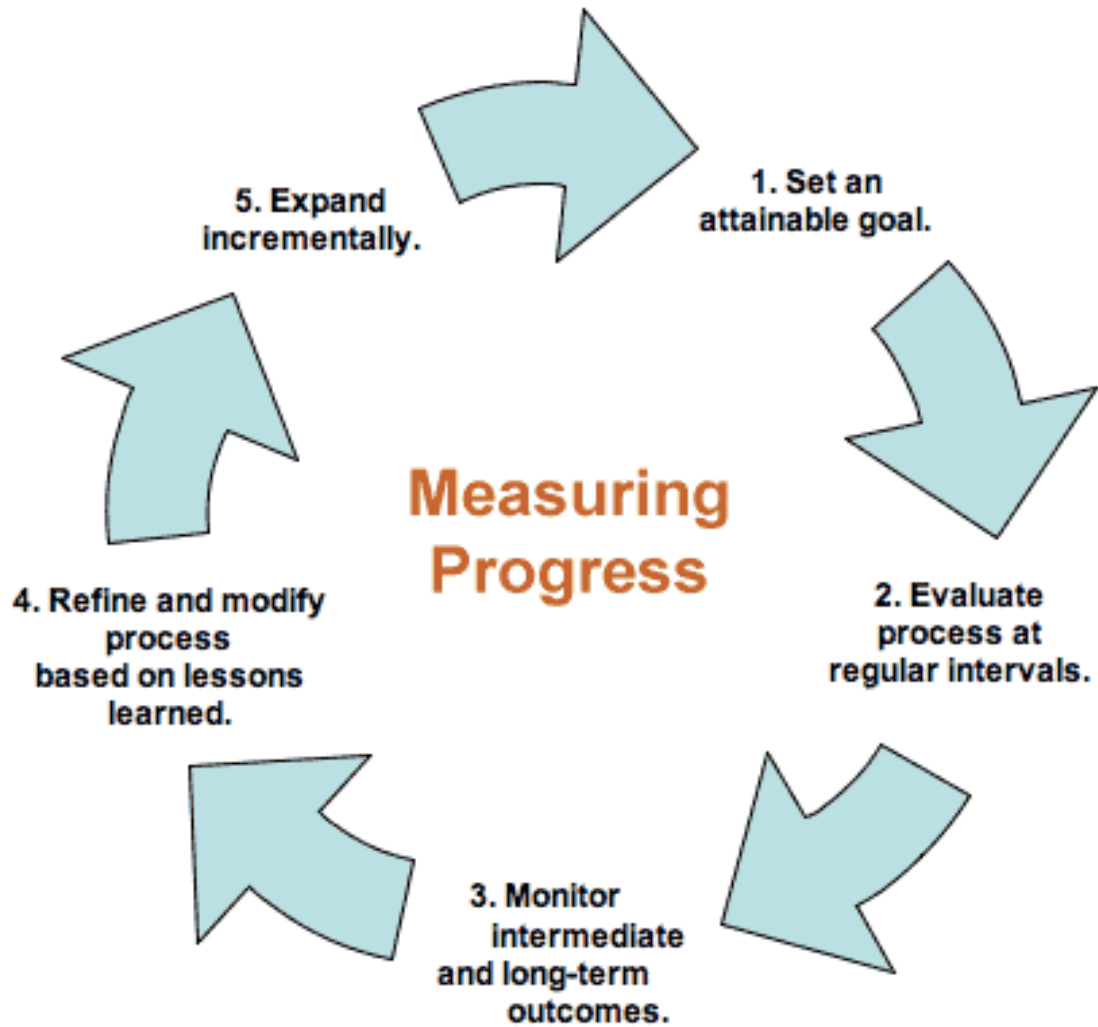 5. Expand
incrementally.
1. Set an
attainable goal.
Measuring
Progress
4. Refine and modify
process
based on lessons
learned.
2. Evaluate
process at
regular intervals.
3. Monitor
intermediate
and long-term
outcomes.